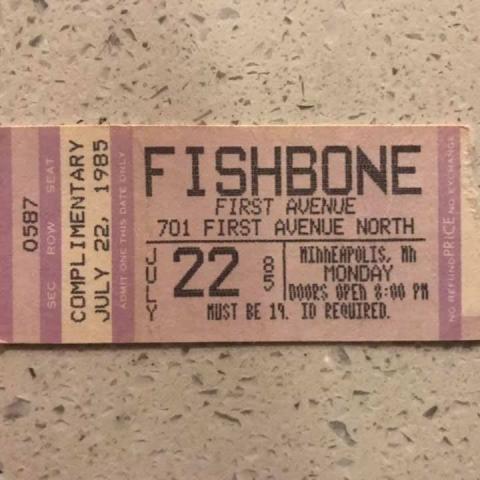 0587
SEC ROW SEAT
COMPLIMENTARY
JULY 22, 1985
ADMIT ONE THIS DATE ONLY
FISHBONE
FIRST AVENUE
701 FIRST AVENUE NORTH
JULY
22
85
MINNEAPOLIS, MN
MONDAY
DOORS OPEN 8:00 PM
MUST BE 19. ID REQUIRED.
NO REFUND PRICE NO EXCHANGE